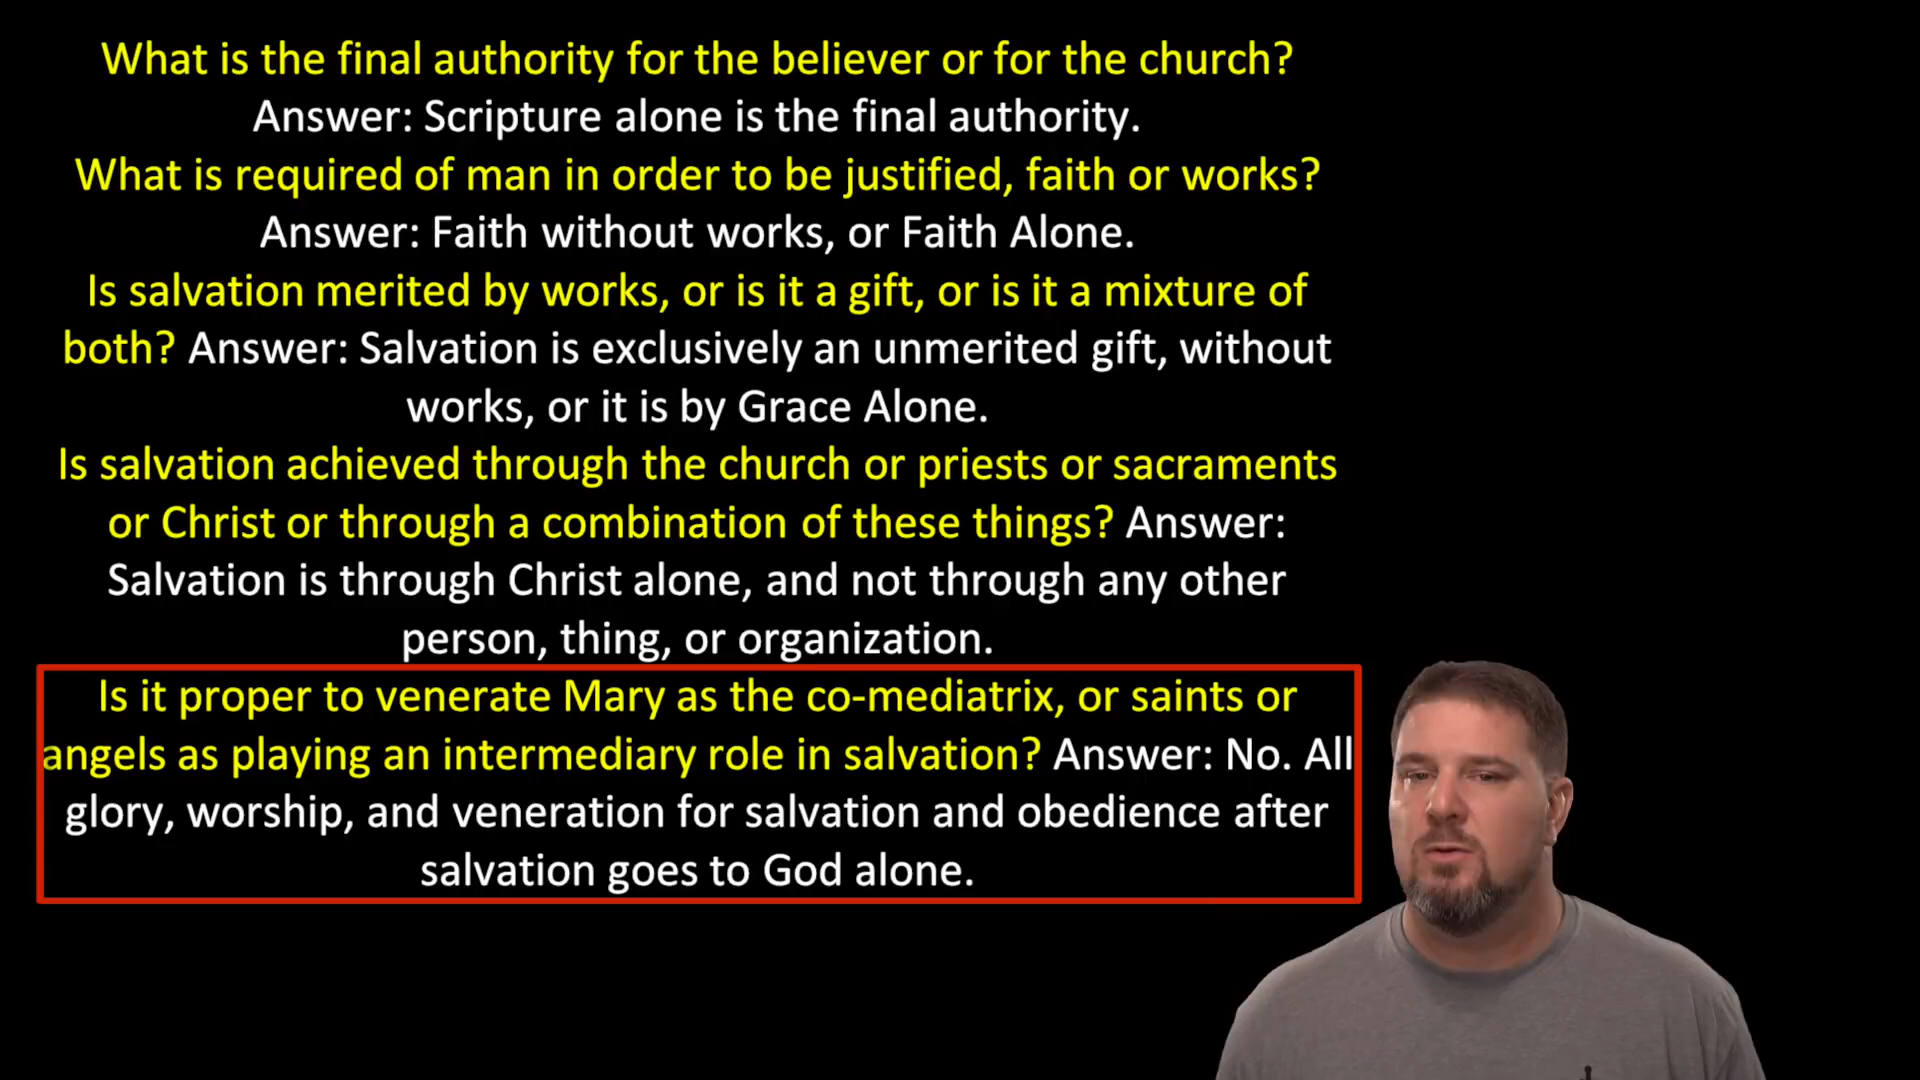 What is the final authority for the believer or for the church?
Answer: Scripture alone is the final authority.
What is required of man in order to be justified, faith or works?
Answer: Faith without works, or Faith Alone.
Is salvation merited by works, or is it a gift, or is it a mixture of
both? Answer: Salvation is exclusively an unmerited gift, without
works, or it is by Grace Alone.
Is salvation achieved through the church or priests or sacraments
or Christ or through a combination of these things? Answer:
Salvation is through Christ alone, and not through any other
person, thing, or organization.
Is it proper to venerate Mary as the co-mediatrix, or saints or
angels as playing an intermediary role in salvation? Answer: No. All
glory, worship, and veneration for salvation and obedience after
salvation goes to God alone.